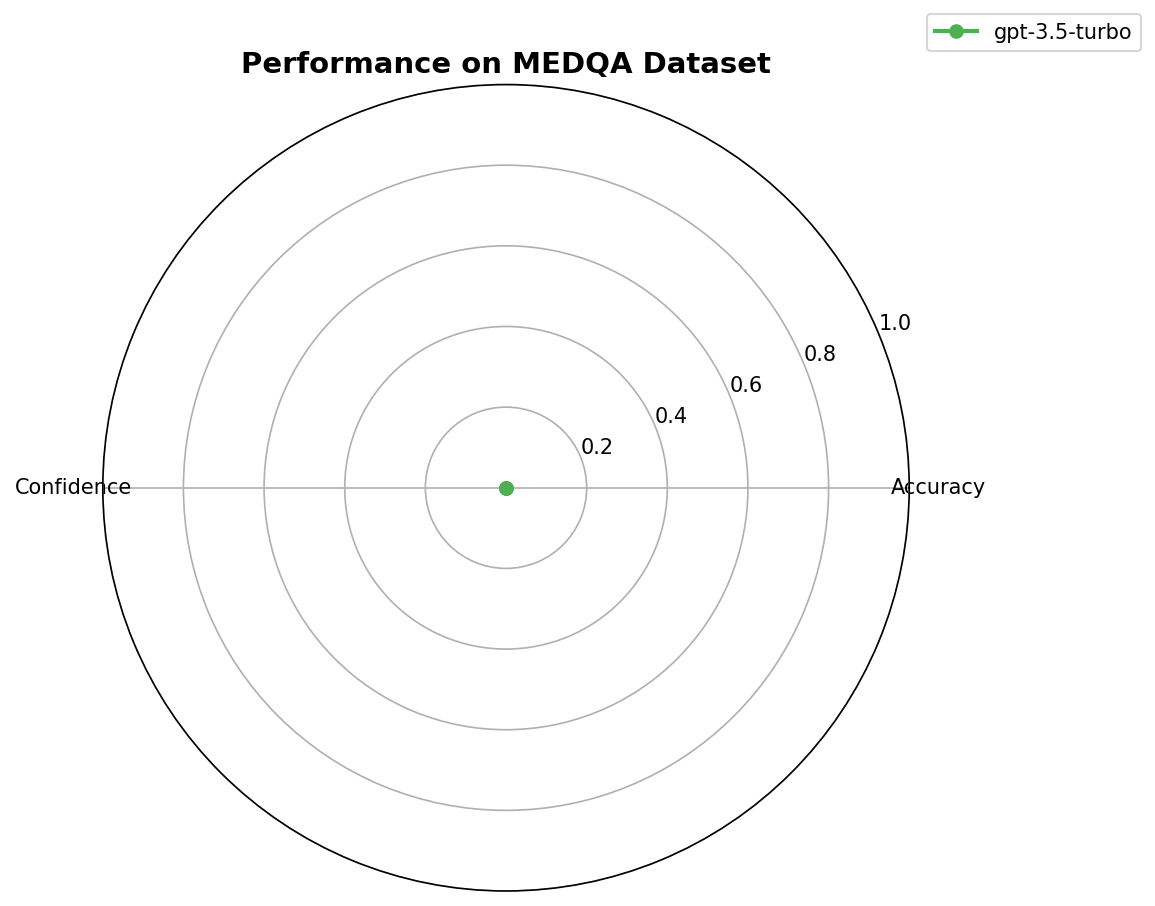 gpt-3.5-turbo
Performance on MEDQA Dataset
1.0
0.8
0.6
0.4
0.2
Confidence
Accuracy